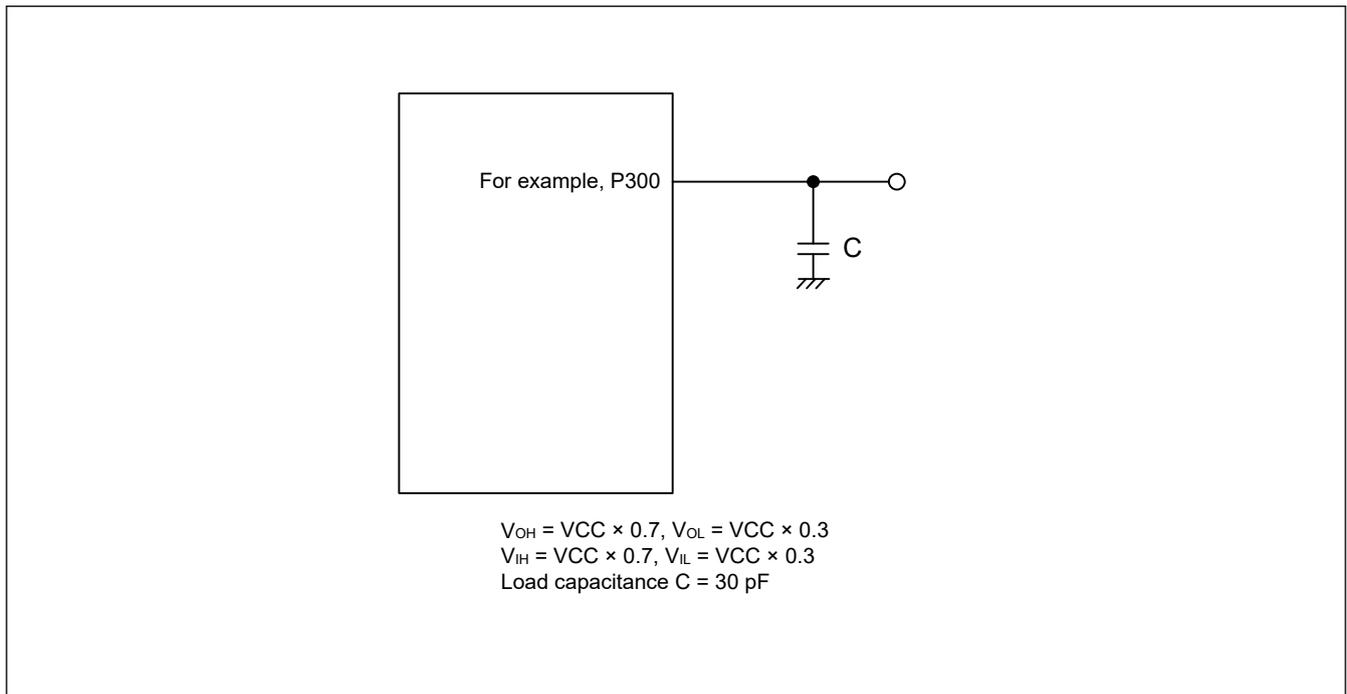 For example, P300
C
VOH = VCC × 0.7, VOL = VCC × 0.3
VIH = VCC × 0.7, VIL = VCC × 0.3
Load capacitance C = 30 pF